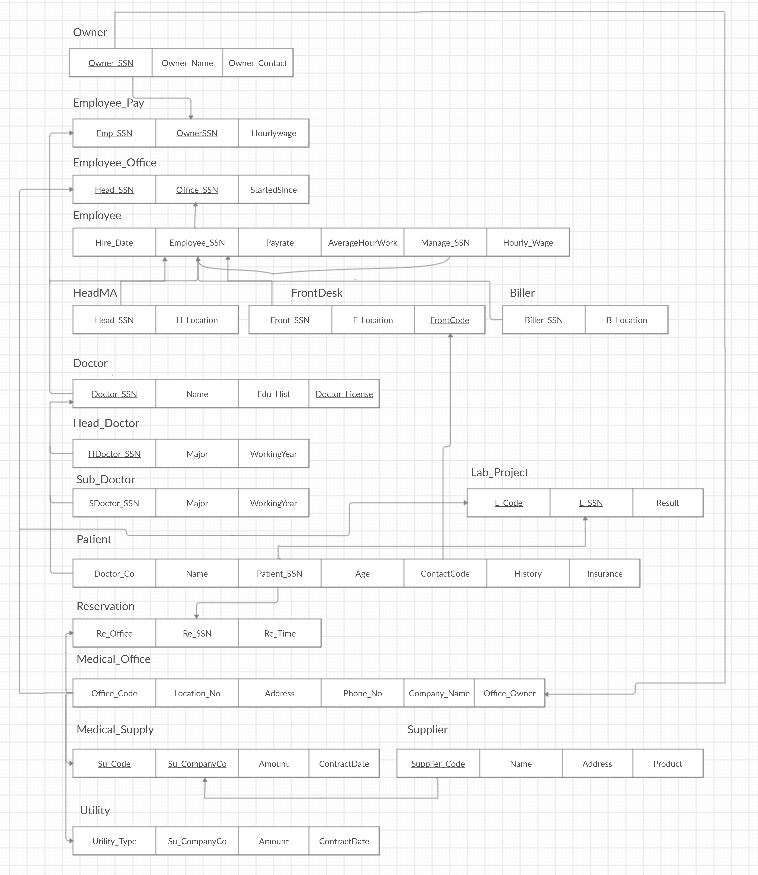 Owner
Owner_SSN Owner_Name Owner_Contact
Employee_Pay
Emp_SSN OwnerSSN Hourlywage
Employee_Office
Head_SSN Office_SSN StartedSince
Employee
Hire_Date Employee_SSN Payrate AverageHourWork Manage_SSN Hourly_Wage
HeadMA FrontDesk Biller
Head_SSN H_Location Front_SSN F_Location FrontCode Biller_SSN B_Location
Doctor
Doctor_SSN Name Edu_Hist Doctor_License
Head_Doctor
HDoctor_SSN Major WorkingYear
Sub_Doctor Lab_Project
SDoctor_SSN Major WorkingYear L_Code L_SSN Result
Patient
Doctor_Co Name Patient_SSN Age ContactCode History Insurance
Reservation
Re_Office Re_SSN Re_Time
Medical_Office
Office_Code Location_No Address Phone_No Company_Name Office_Owner
Medical_Supply Supplier
Su_Code Su_CompanyCo Amount ContractDate Supplier_Code Name Address Product
Utility
Utility_Type Su_CompanyCo Amount ContractDate